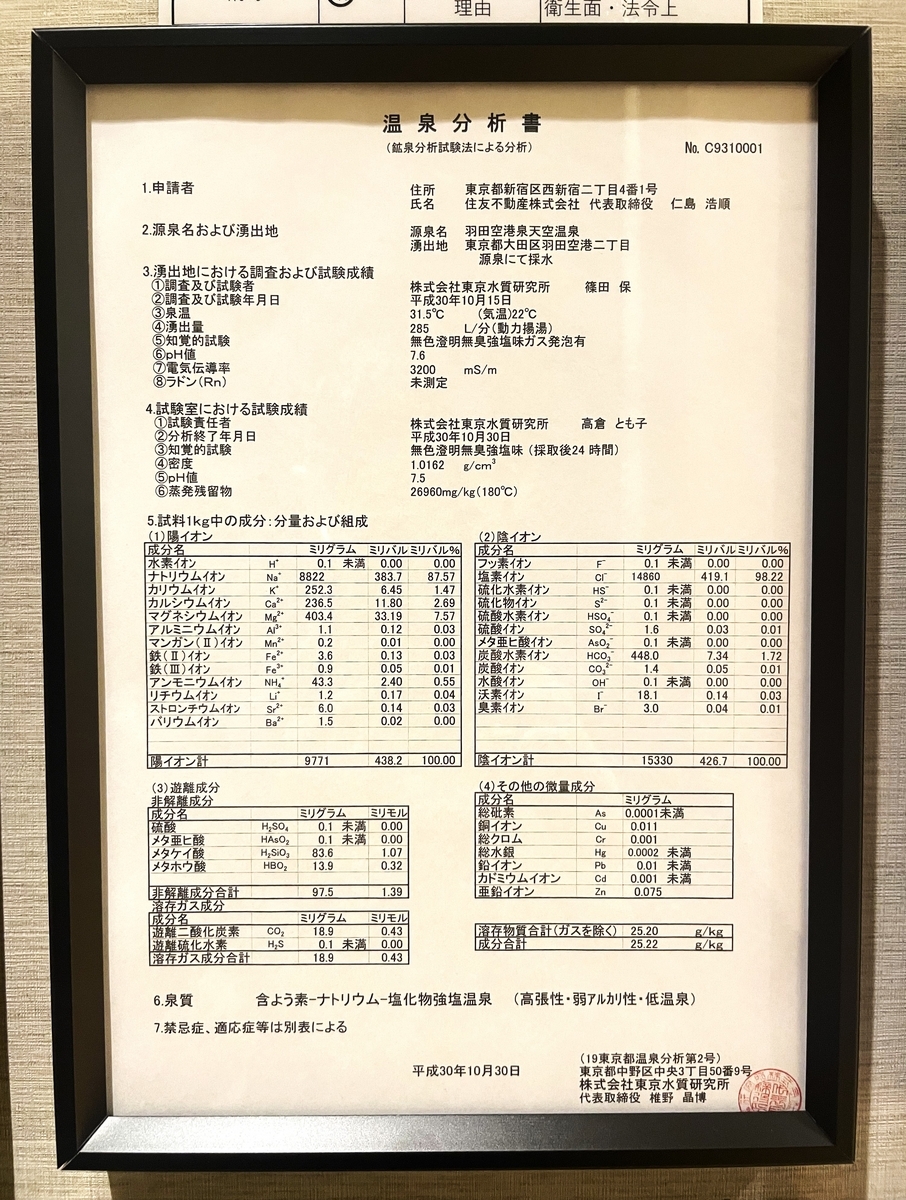 理由
衛生面・法令上
温泉分析書
(鉱泉分析試験法による分析)
No. C9310001
1.申請者
住所 東京都新宿区西新宿二丁目4番1号
氏名 住友不動産株式会社 代表取締役 仁島 浩順
2.源泉名および湧出地
源泉名 羽田空港泉天空温泉
湧出地 東京都大田区羽田空港二丁目
源泉にて採水
3.湧出地における調査および試験成績
①調査及び試験者 株式会社東京水質研究所 篠田 保
②調査及び試験年月日 平成30年10月15日
③泉温 31.5℃ (気温)22℃
④湧出量 285 L/分(動力揚湯)
⑤知覚的試験 無色澄明無臭強塩味ガス発泡有
⑥pH値 7.6
⑦電気伝導率 3200 mS/m
⑧ラドン(Rn) 未測定
4.試験室における試験成績
①試験責任者 株式会社東京水質研究所 高倉 とも子
②分析終了年月日 平成30年10月30日
③知覚的試験 無色澄明無臭強塩味(採取後24時間)
④密度 1.0162 g/cm³
⑤pH値 7.5
⑥蒸発残留物 26960mg/kg(180℃)
5.試料1kg中の成分:分量および組成
(1)陽イオン
成分名 ミリグラム ミリバル ミリバル%
水素イオン H⁺ 0.1 未満 0.00 0.00
ナトリウムイオン Na⁺ 8822 383.7 87.57
カリウムイオン K⁺ 252.3 6.45 1.47
カルシウムイオン Ca²⁺ 236.5 11.80 2.69
マグネシウムイオン Mg²⁺ 403.4 33.19 7.57
アルミニウムイオン Al³⁺ 1.1 0.12 0.03
マンガン(Ⅱ)イオン Mn²⁺ 0.2 0.01 0.00
鉄(Ⅱ)イオン Fe²⁺ 3.6 0.13 0.03
鉄(Ⅲ)イオン Fe³⁺ 0.9 0.05 0.01
アンモニウムイオン NH₄⁺ 43.3 2.40 0.55
リチウムイオン Li⁺ 1.2 0.17 0.04
ストロンチウムイオン Sr²⁺ 6.0 0.14 0.03
バリウムイオン Ba²⁺ 1.5 0.02 0.00
陽イオン計 9771 438.2 100.00
(2)陰イオン
成分名 ミリグラム ミリバル ミリバル%
フッ素イオン F⁻ 0.1 未満 0.00 0.00
塩素イオン Cl⁻ 14860 419.1 98.22
硫化水素イオン HS⁻ 0.1 未満 0.00 0.00
硫化物イオン S²⁻ 0.1 未満 0.00 0.00
硫酸水素イオン HSO₄⁻ 0.1 未満 0.00 0.00
硫酸イオン SO₄²⁻ 1.6 0.03 0.01
メタ亜ヒ酸イオン AsO₂⁻ 0.1 未満 0.00 0.00
炭酸水素イオン HCO₃⁻ 448.0 7.34 1.72
炭酸イオン CO₃²⁻ 1.4 0.05 0.01
水酸イオン OH⁻ 0.1 未満 0.00 0.00
沃素イオン I⁻ 18.1 0.14 0.03
臭素イオン Br⁻ 3.0 0.04 0.01
陰イオン計 15330 426.7 100.00
(3)遊離成分
非解離成分
成分名 ミリグラム ミリモル
硫酸 H₂SO₄ 0.1 未満 0.00
メタ亜ヒ酸 HAsO₂ 0.1 未満 0.00
メタケイ酸 H₂SiO₃ 83.6 1.07
メタホウ酸 HBO₂ 13.9 0.32
非解離成分合計 97.5 1.39
溶存ガス成分
成分名 ミリグラム ミリモル
遊離二酸化炭素 CO₂ 18.9 0.43
遊離硫化水素 H₂S 0.1 未満 0.00
溶存ガス成分合計 18.9 0.43
(4)その他の微量成分
成分名 ミリグラム
総砒素 As 0.0001未満
銅イオン Cu 0.011
総クロム Cr 0.001
総水銀 Hg 0.0002 未満
鉛イオン Pb 0.01 未満
カドミウムイオン Cd 0.001 未満
亜鉛イオン Zn 0.075
溶存物質合計(ガスを除く) 25.20 g/kg
成分合計 25.22 g/kg
6.泉質 含よう素-ナトリウム-塩化物強塩温泉 (高張性・弱アルカリ性・低温泉)
7.禁忌症、適応症等は別表による
平成30年10月30日
(19東京都温泉分析第2号)
東京都中野区中央3丁目50番9号
株式会社東京水質研究所
代表取締役 椎野 晶博